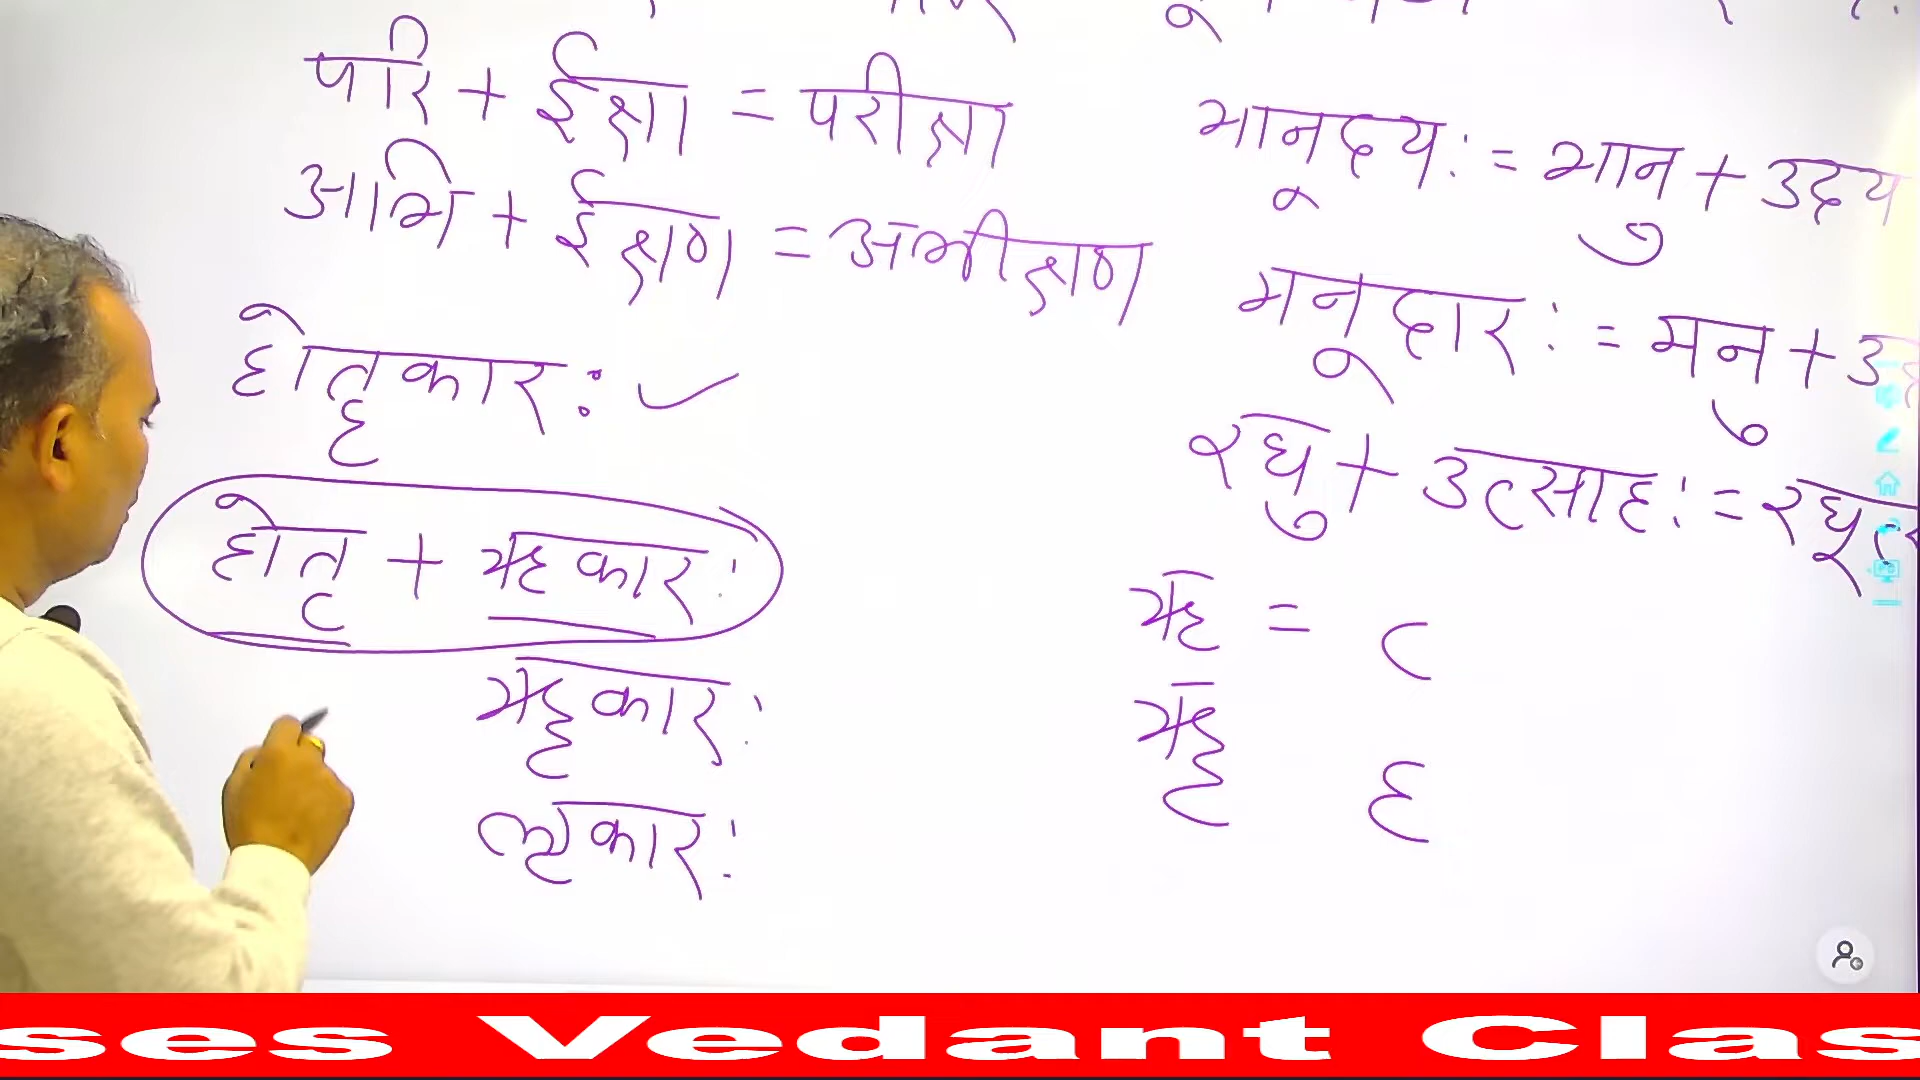 परि + ईक्षा = परीक्षा
अभि + ईक्षण = अभीक्षण
होतॄकारः ✓
होतृ + ऋकारः
ॠकारः
लृकारः
भानूदयः = भानु + उदय
मनूदारः = मनु + उ
रघु + उत्साहः = रघूत्स
ऋ = ृ
ॠ ॄ
ses Vedant Clas